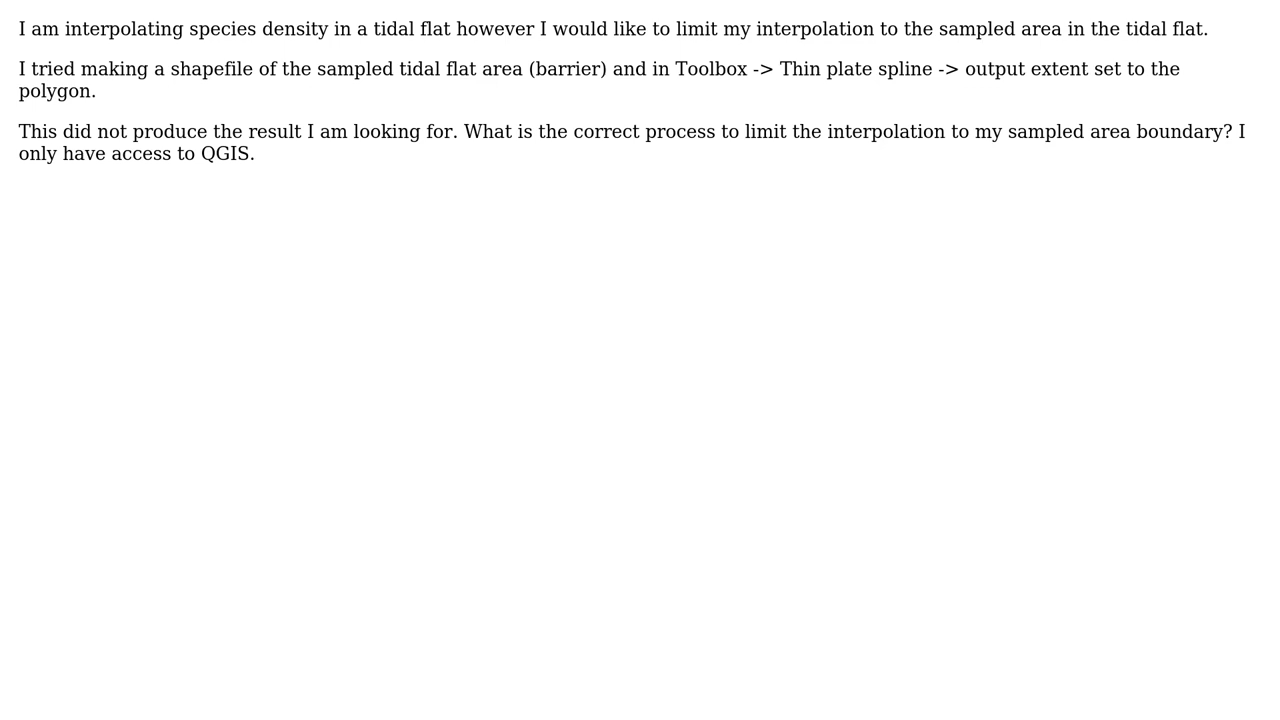 I am interpolating species density in a tidal flat however I would like to limit my interpolation to the sampled area in the tidal flat.
I tried making a shapefile of the sampled tidal flat area (barrier) and in Toolbox -> Thin plate spline -> output extent set to the
polygon.
This did not produce the result I am looking for. What is the correct process to limit the interpolation to my sampled area boundary? I
only have access to QGIS.